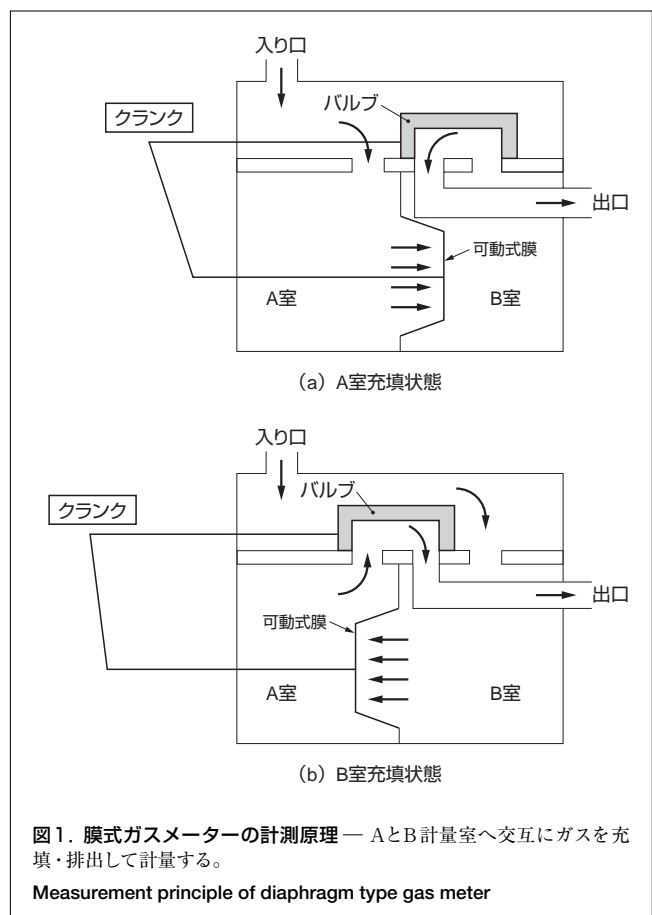 入り口
バルブ
クランク
出口
可動式膜
A室
B室
(a) A室充填状態
入り口
バルブ
クランク
出口
可動式膜
A室
B室
(b) B室充填状態
図1. 膜式ガスメーターの計測原理 — AとB計量室へ交互にガスを充
填・排出して計量する。
Measurement principle of diaphragm type gas meter